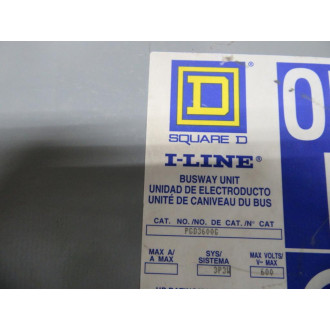 D
SQUARE D
I-LINE®
BUSWAY UNIT
UNIDAD DE ELECTRODUCTO
UNITÉ DE CANIVEAU DU BUS
CAT. NO./NO. DE CAT./N° CAT
PGD3600G
MAX A/
A MAX
SYS/
SISTEMA
3P3W
MAX VOLTS/
V~ MAX
600